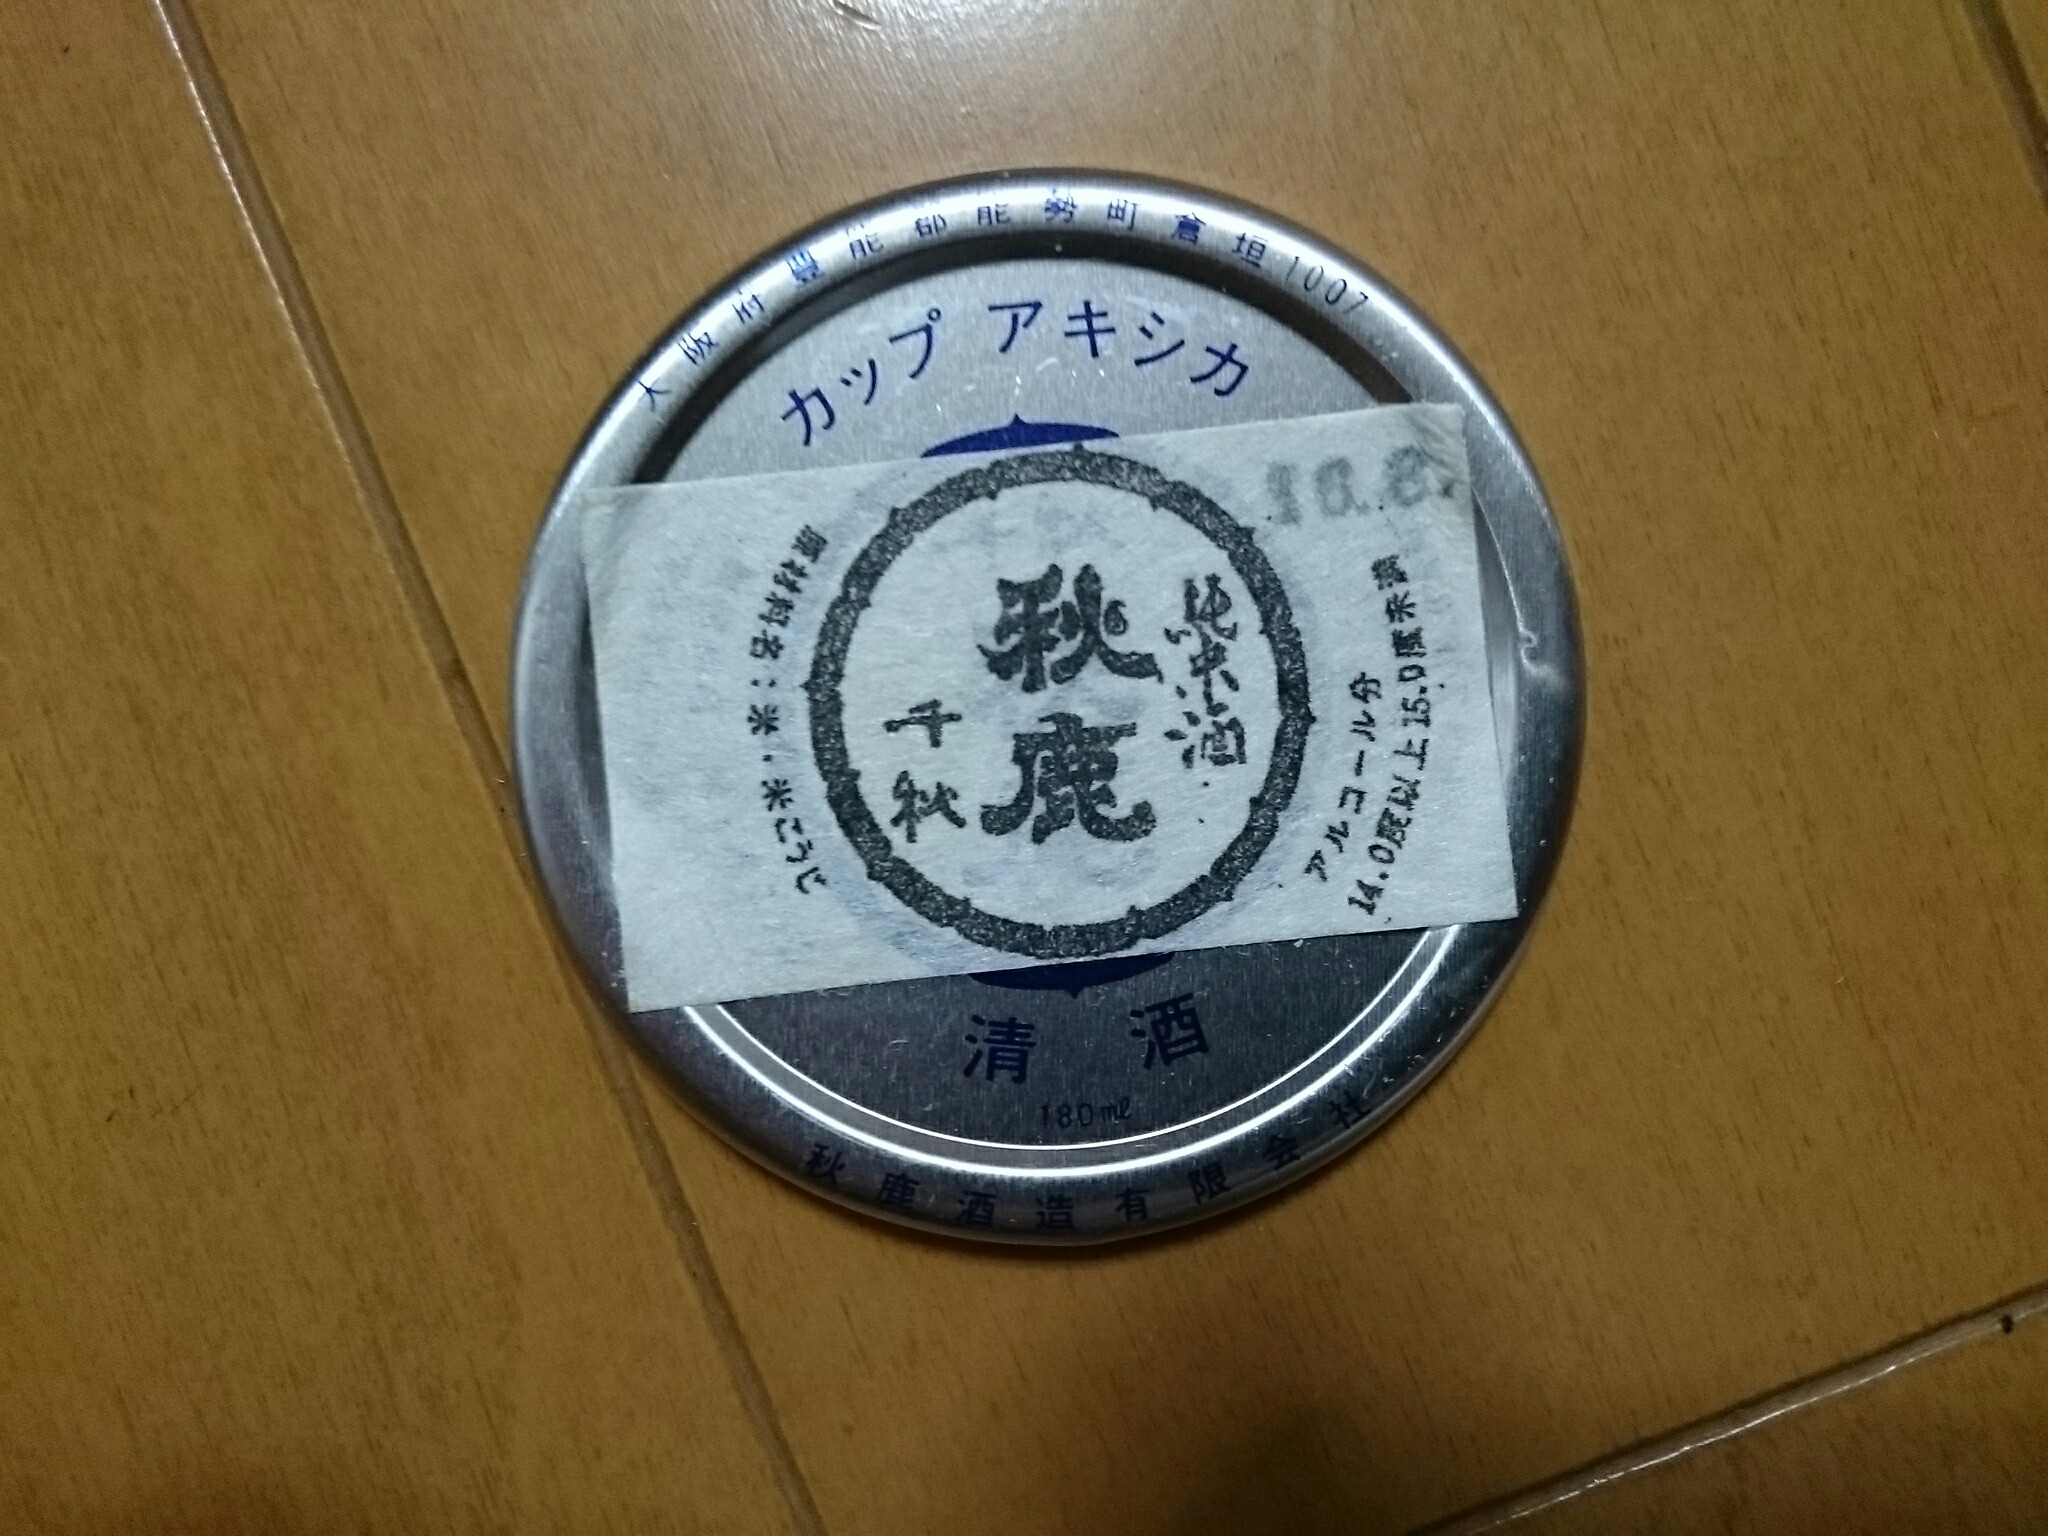 大阪府豊能郡能勢町倉垣1007
カップ アキシカ
純米酒
秋鹿
千秋
アルコール分
14.0度以上15.0度未満
原材料名：米・米こうじ
清酒
180ml
秋鹿酒造有限会社